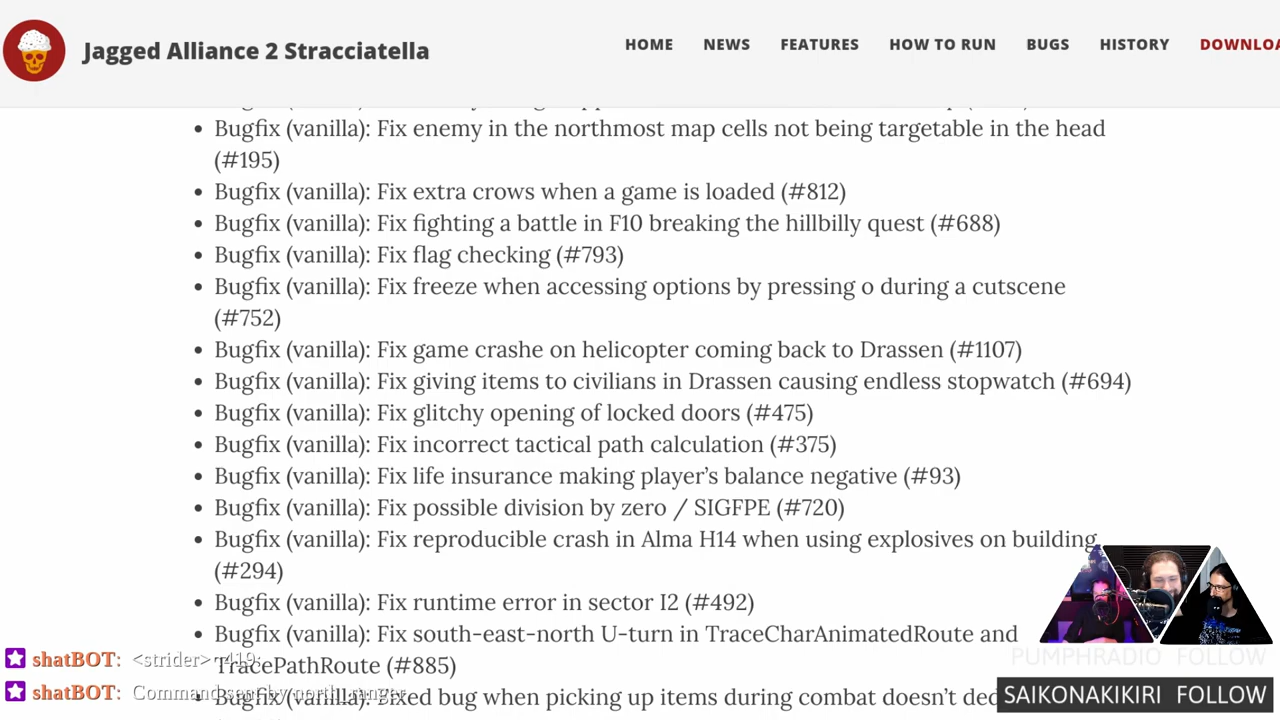 Jagged Alliance 2 Stracciatella
HOME NEWS FEATURES HOW TO RUN BUGS HISTORY DOWNLOA
Bugfix (vanilla): Fix enemy in the northmost map cells not being targetable in the head
(#195)
Bugfix (vanilla): Fix extra crows when a game is loaded (#812)
Bugfix (vanilla): Fix fighting a battle in F10 breaking the hillbilly quest (#688)
Bugfix (vanilla): Fix flag checking (#793)
Bugfix (vanilla): Fix freeze when accessing options by pressing o during a cutscene
(#752)
Bugfix (vanilla): Fix game crashe on helicopter coming back to Drassen (#1107)
Bugfix (vanilla): Fix giving items to civilians in Drassen causing endless stopwatch (#694)
Bugfix (vanilla): Fix glitchy opening of locked doors (#475)
Bugfix (vanilla): Fix incorrect tactical path calculation (#375)
Bugfix (vanilla): Fix life insurance making player’s balance negative (#93)
Bugfix (vanilla): Fix possible division by zero / SIGFPE (#720)
Bugfix (vanilla): Fix reproducible crash in Alma H14 when using explosives on building
(#294)
Bugfix (vanilla): Fix runtime error in sector I2 (#492)
Bugfix (vanilla): Fix south-east-north U-turn in TraceCharAnimatedRoute and
TracePathRoute (#885)
Bugfix (vanilla): Fixed bug when picking up items during combat doesn’t ded
shatBOT: <strider>
shatBOT: Command sent by north_ranger
PUMPHRADIO FOLLOW
SAIKONAKIKIRI FOLLOW